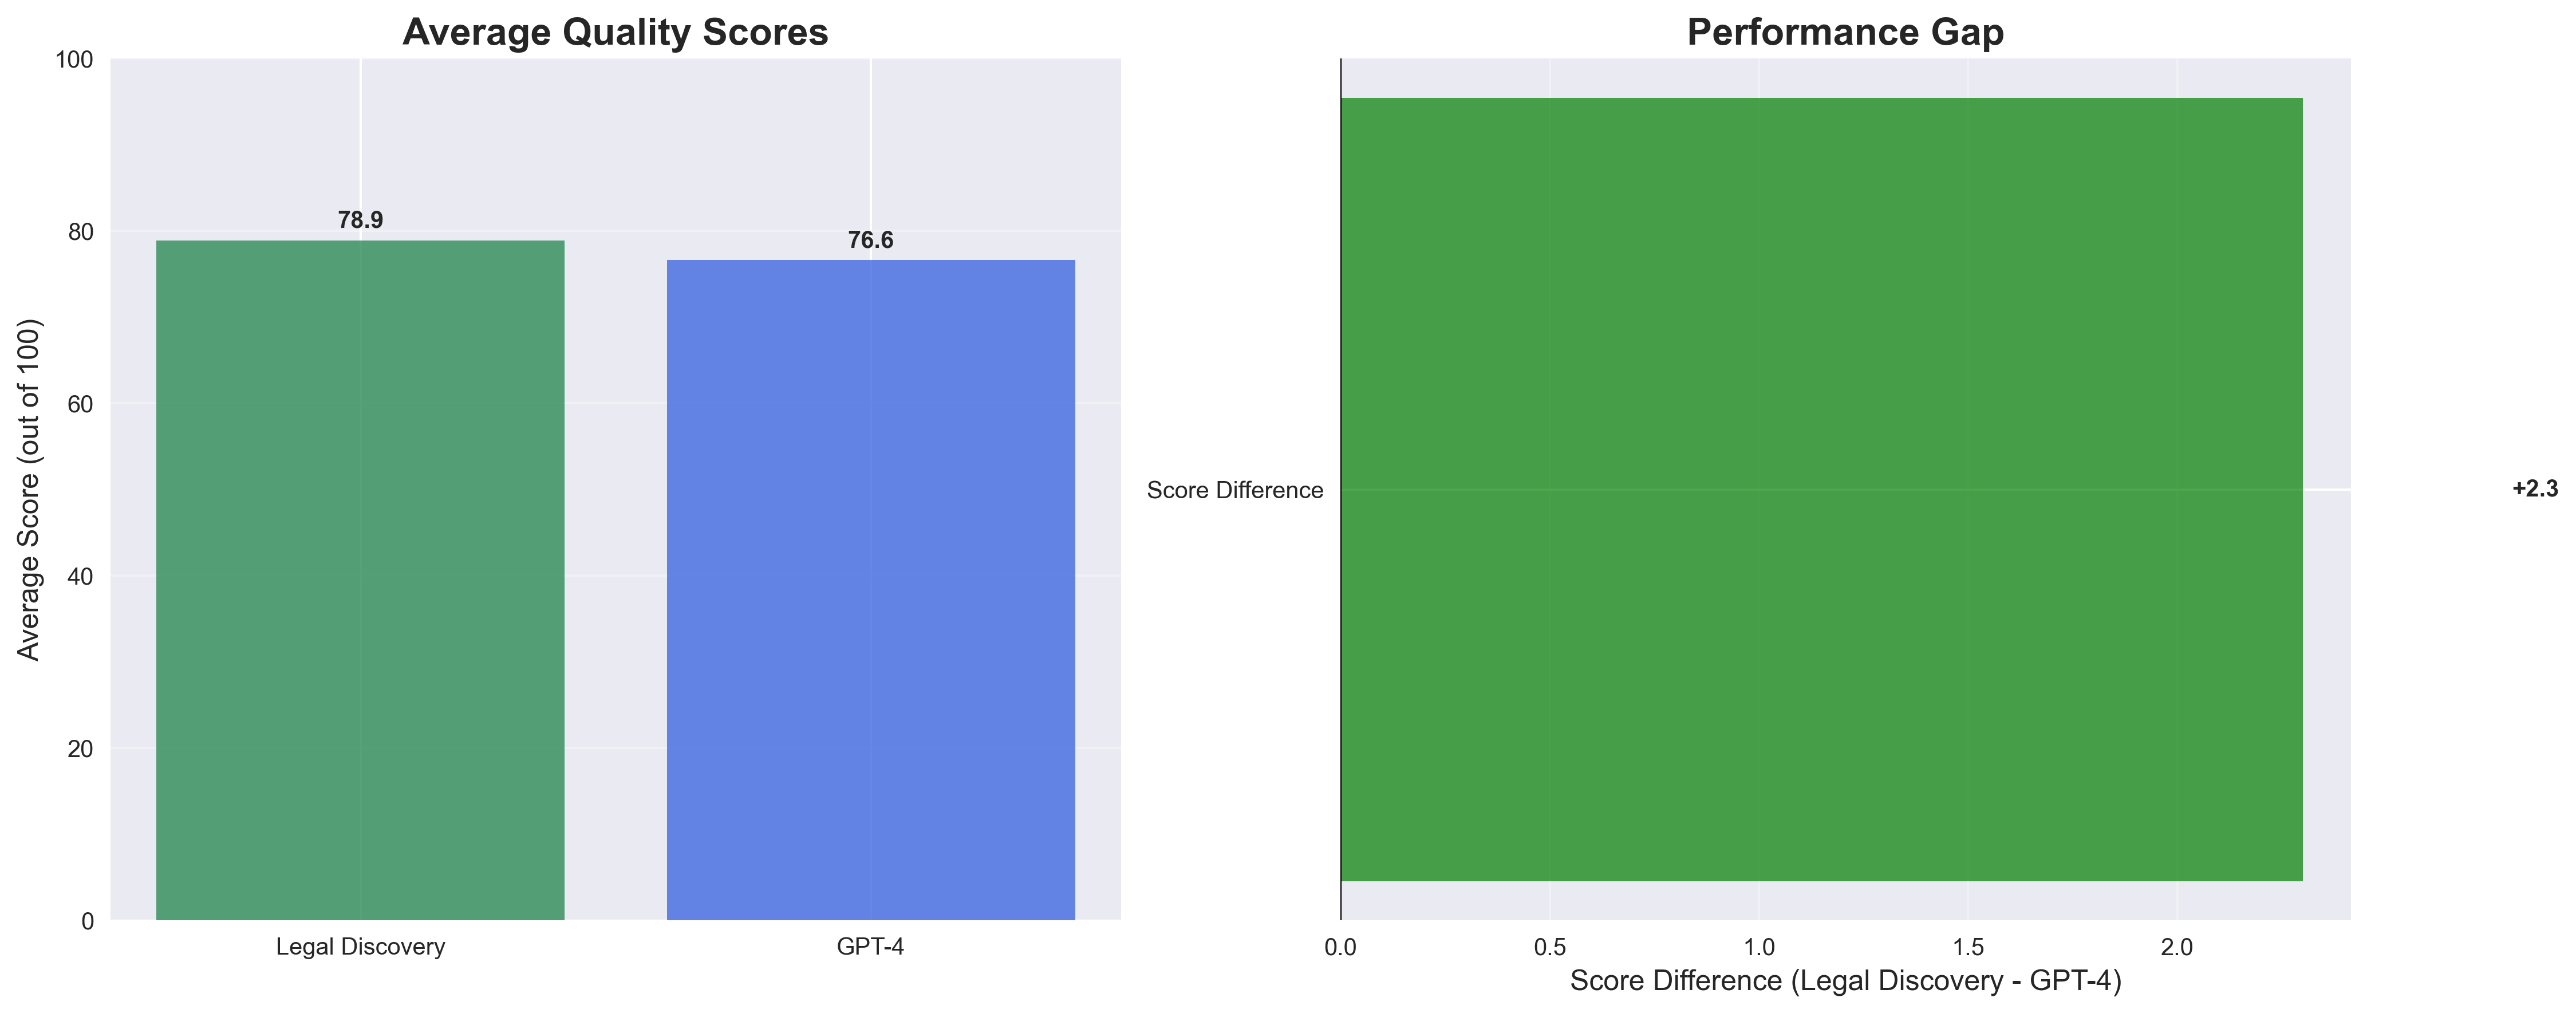 Average Quality Scores
Average Score (out of 100)
100
80
60
40
20
0
78.9
76.6
Legal Discovery
GPT-4
Performance Gap
Score Difference
+2.3
0.0
0.5
1.0
1.5
2.0
Score Difference (Legal Discovery - GPT-4)